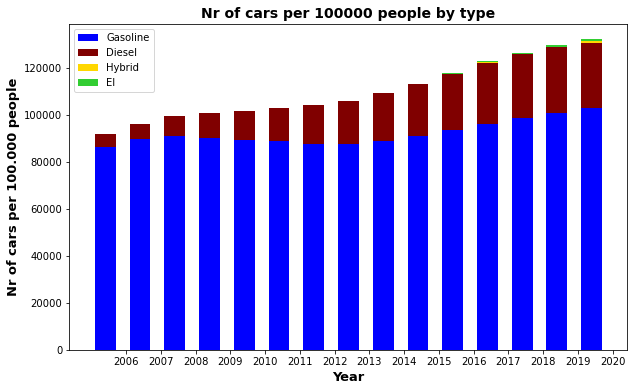 Nr of cars per 100000 people by type
Gasoline
Diesel
Hybrid
El
Nr of cars per 100.000 people
120000
100000
80000
60000
40000
20000
0
2006 2007 2008 2009 2010 2011 2012 2013 2014 2015 2016 2017 2018 2019 2020
Year